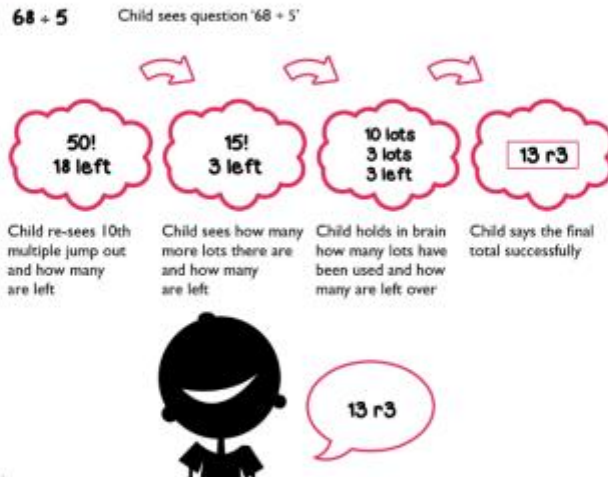 68 ÷ 5
Child sees question '68 ÷ 5'
50!
18 left
15!
3 left
10 lots
3 lots
3 left
13 r3
Child re-sees 10th
multiple jump out
and how many
are left
Child sees how many
more lots there are
and how many
are left
Child holds in brain
how many lots have
been used and how
many are left over
Child says the final
total successfully
13 r3